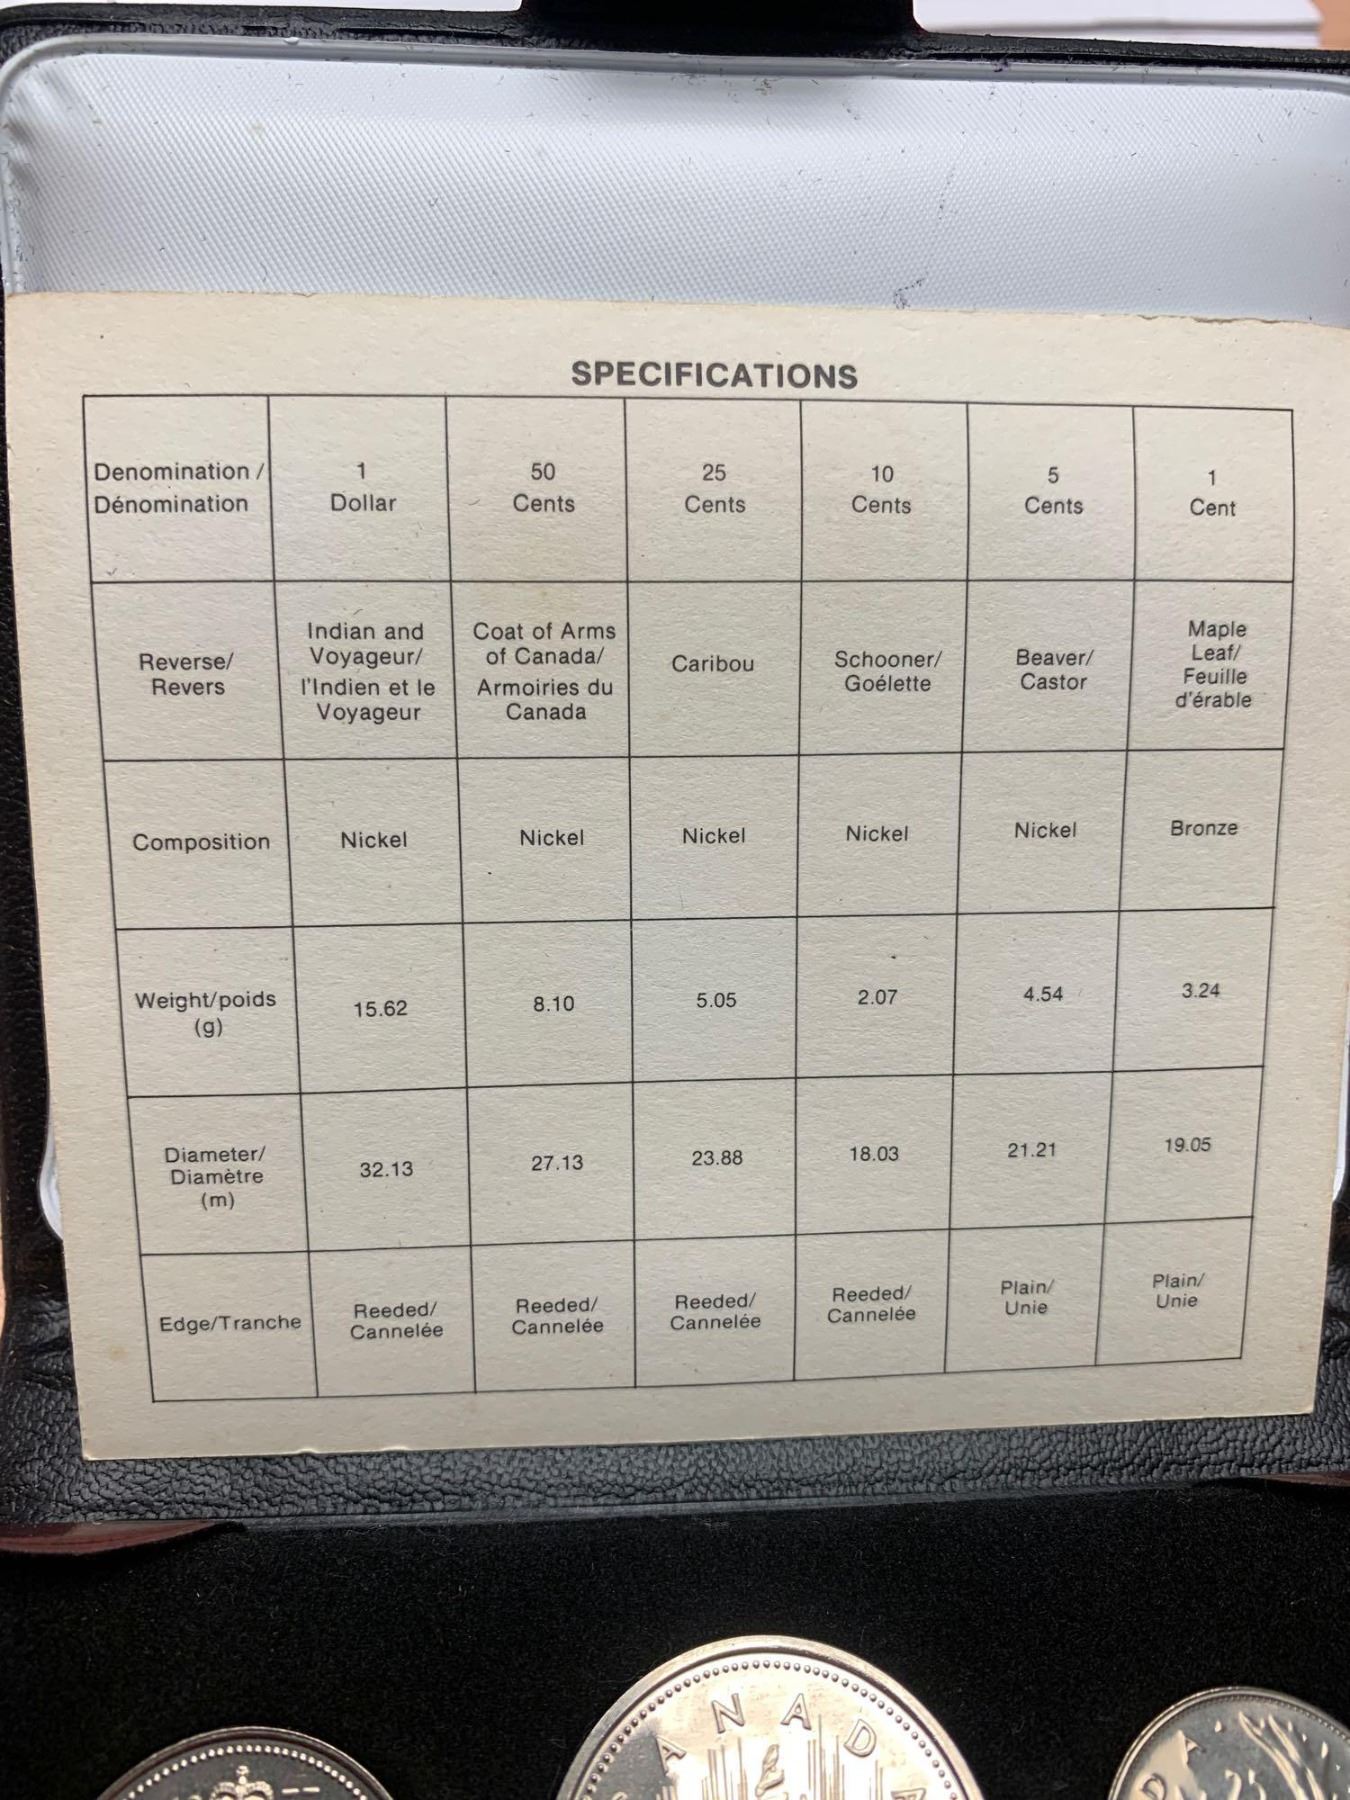 SPECIFICATIONS
Denomination / 1 50 25 10 5 1
Dénomination Dollar Cents Cents Cents Cents Cent
Reverse/
Revers
Indian and
Voyageur/
l'Indien et le
Voyageur
Coat of Arms
of Canada/
Armoiries du
Canada
Caribou
Schooner/
Goélette
Beaver/
Castor
Maple
Leaf/
Feuille
d'érable
Composition Nickel Nickel Nickel Nickel Nickel Bronze
Weight/poids
(g)
15.62 8.10 5.05 2.07 4.54 3.24
Diameter/
Diamètre
(m)
32.13 27.13 23.88 18.03 21.21 19.05
Edge/Tranche
Reeded/
Cannelée
Reeded/
Cannelée
Reeded/
Cannelée
Reeded/
Cannelée
Plain/
Unie
Plain/
Unie
CANADA
25